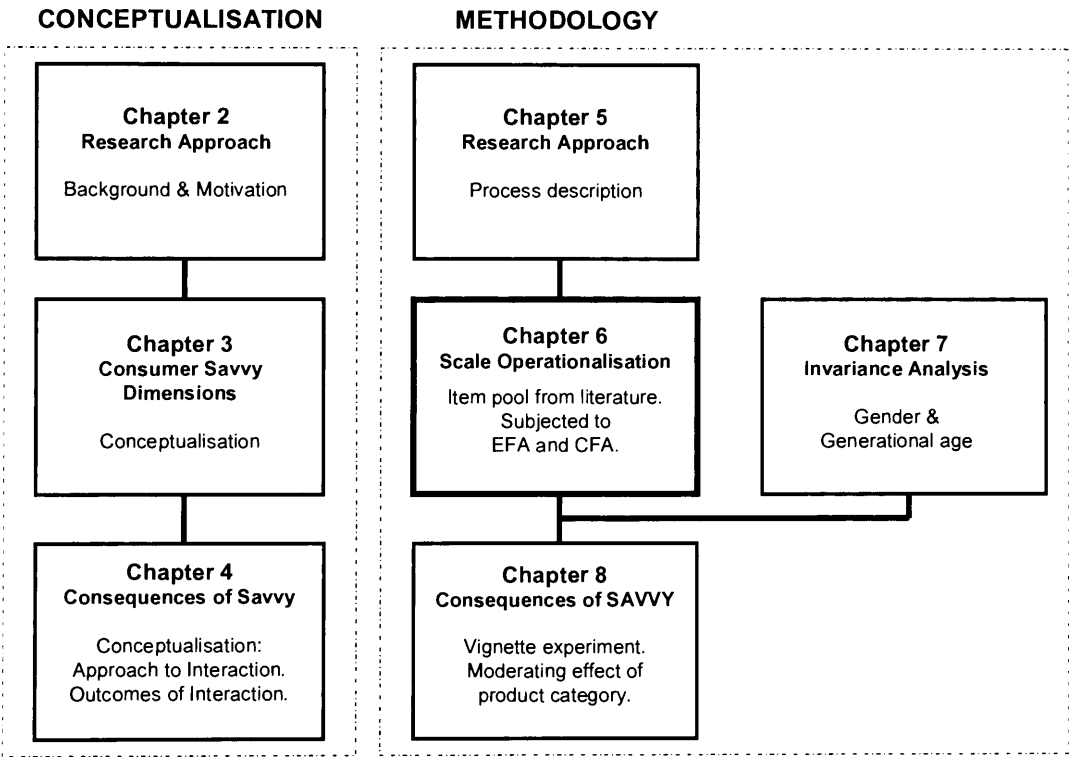 CONCEPTUALISATION
Chapter 2
Research Approach
Background & Motivation
Chapter 3
Consumer Savvy
Dimensions
Conceptualisation
Chapter 4
Consequences of Savvy
Conceptualisation:
Approach to Interaction.
Outcomes of Interaction.
METHODOLOGY
Chapter 5
Research Approach
Process description
Chapter 6
Scale Operationalisation
Item pool from literature.
Subjected to
EFA and CFA.
Chapter 7
Invariance Analysis
Gender &
Generational age
Chapter 8
Consequences of SAVVY
Vignette experiment.
Moderating effect of
product category.